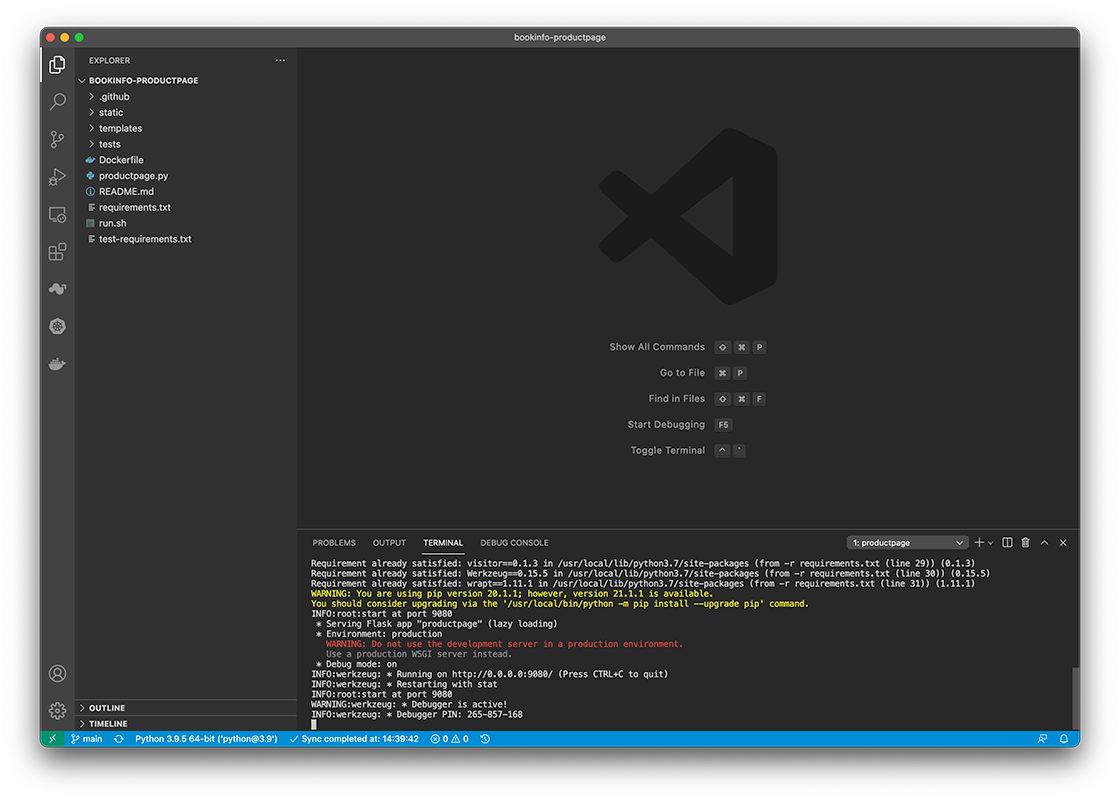 bookinfo-productpage
EXPLORER
BOOKINFO-PRODUCTPAGE
.github
static
templates
tests
Dockerfile
productpage.py
README.md
requirements.txt
run.sh
test-requirements.txt
OUTLINE
TIMELINE
Show All Commands ⇧ ⌘ P
Go to File ⌘ P
Find in Files ⇧ ⌘ F
Start Debugging F5
Toggle Terminal ^ `
PROBLEMS OUTPUT TERMINAL DEBUG CONSOLE 1: productpage
Requirement already satisfied: visitor==0.1.3 in /usr/local/lib/python3.7/site-packages (from -r requirements.txt (line 29)) (0.1.3)
Requirement already satisfied: Werkzeug==0.15.5 in /usr/local/lib/python3.7/site-packages (from -r requirements.txt (line 30)) (0.15.5)
Requirement already satisfied: wrapt==1.11.1 in /usr/local/lib/python3.7/site-packages (from -r requirements.txt (line 31)) (1.11.1)
WARNING: You are using pip version 20.1.1; however, version 21.1.1 is available.
You should consider upgrading via the '/usr/local/bin/python -m pip install --upgrade pip' command.
INFO:root:start at port 9080
* Serving Flask app "productpage" (lazy loading)
* Environment: production
WARNING: Do not use the development server in a production environment.
Use a production WSGI server instead.
* Debug mode: on
INFO:werkzeug: * Running on http://0.0.0.0:9080/ (Press CTRL+C to quit)
INFO:werkzeug: * Restarting with stat
INFO:root:start at port 9080
WARNING:werkzeug: * Debugger is active!
INFO:werkzeug: * Debugger PIN: 265-857-168
main Python 3.9.5 64-bit ('python@3.9') Sync completed at: 14:39:42 0 0